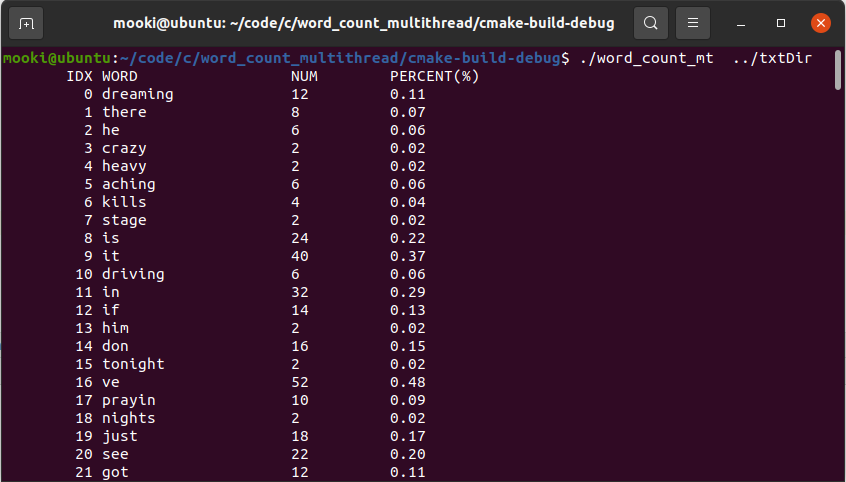 mooki@ubuntu: ~/code/c/word_count_multithread/cmake-build-debug
mooki@ubuntu:~/code/c/word_count_multithread/cmake-build-debug$ ./word_count_mt  ../txtDir
IDX WORD NUM PERCENT(%)
0 dreaming 12 0.11
1 there 8 0.07
2 he 6 0.06
3 crazy 2 0.02
4 heavy 2 0.02
5 aching 6 0.06
6 kills 4 0.04
7 stage 2 0.02
8 is 24 0.22
9 it 40 0.37
10 driving 6 0.06
11 in 32 0.29
12 if 14 0.13
13 him 2 0.02
14 don 16 0.15
15 tonight 2 0.02
16 ve 52 0.48
17 prayin 10 0.09
18 nights 2 0.02
19 just 18 0.17
20 see 22 0.20
21 got 12 0.11